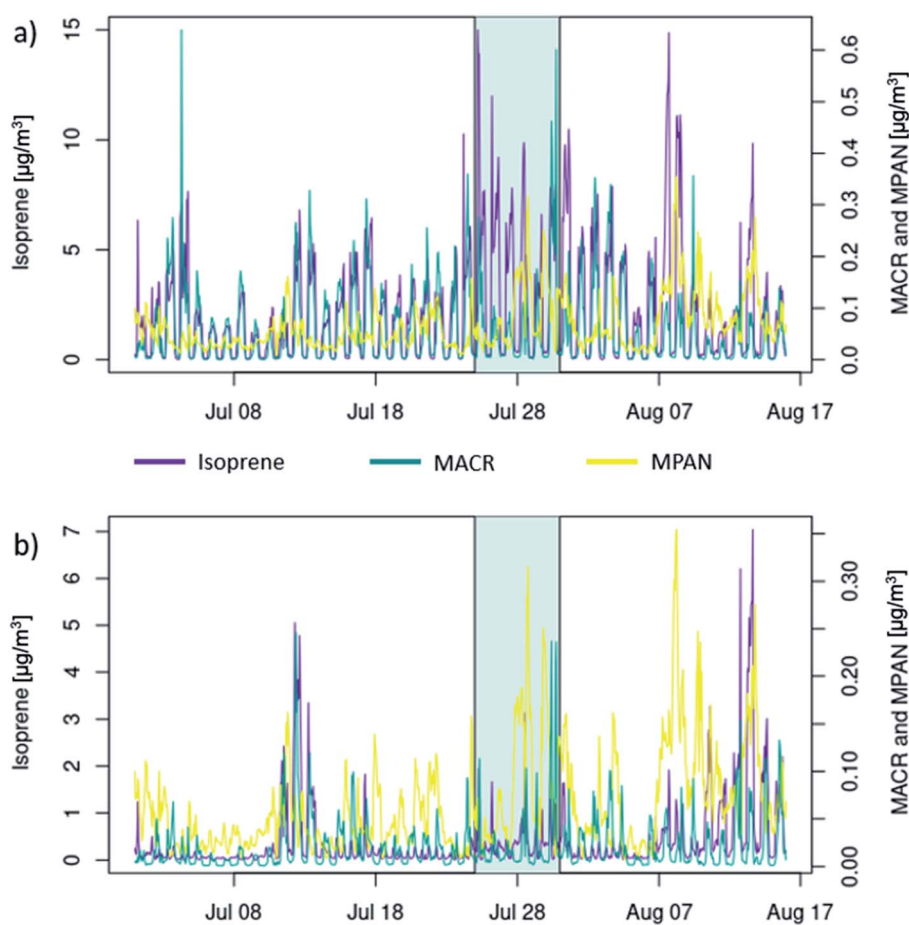 a)
Isoprene [µg/m³]
15
10
5
0
0.6
0.5
0.4
0.3
0.2
0.1
0.0
MACR and MPAN [µg/m³]
Jul 08 Jul 18 Jul 28 Aug 07 Aug 17
Isoprene MACR MPAN
b)
Isoprene [µg/m³]
7
6
5
4
3
2
1
0
0.30
0.20
0.10
0.00
MACR and MPAN [µg/m³]
Jul 08 Jul 18 Jul 28 Aug 07 Aug 17